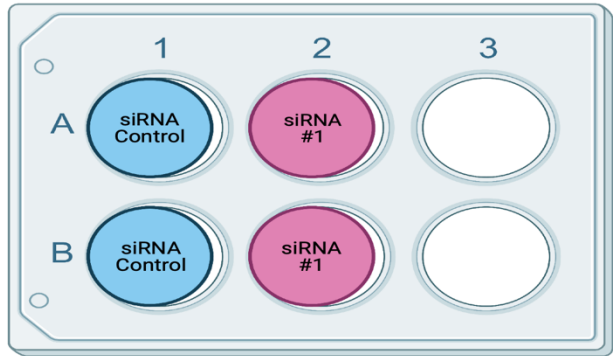 1 2 3
A
siRNA
Control
siRNA
#1
B
siRNA
Control
siRNA
#1